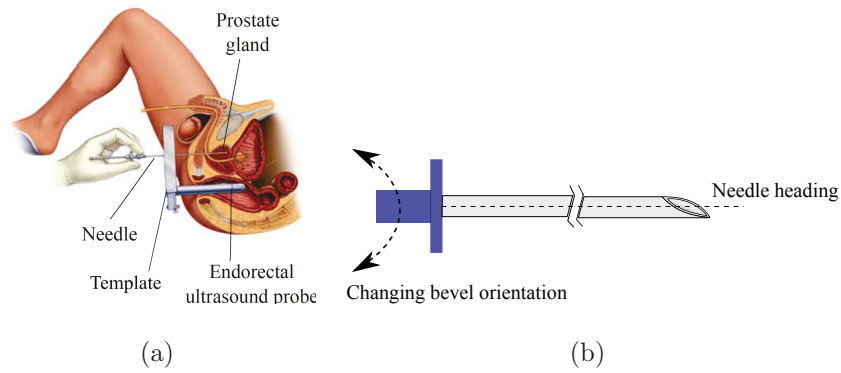 Prostate
gland
Needle
Template
Endorectal
ultrasound probe
(a)
Needle heading
Changing bevel orientation
(b)